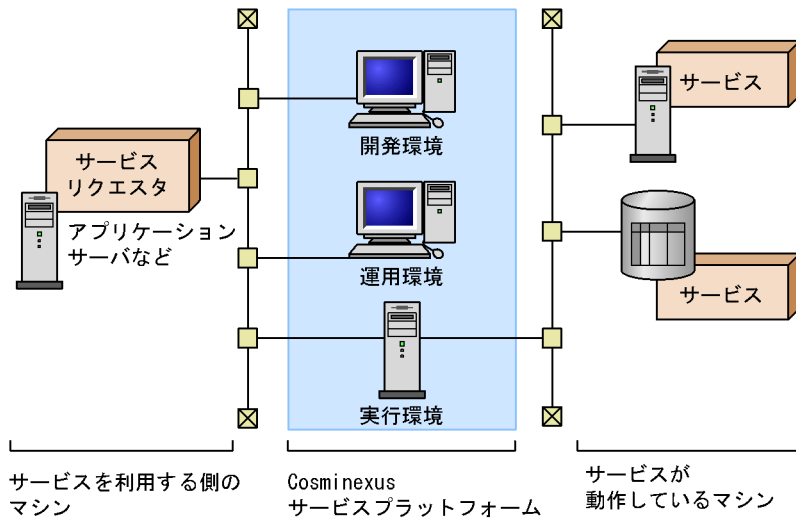 サービス
リクエスタ
アプリケーション
サーバなど
開発環境
運用環境
実行環境
サービス
サービス
サービスを利用する側の
マシン
Cosminexus
サービスプラットフォーム
サービスが
動作しているマシン